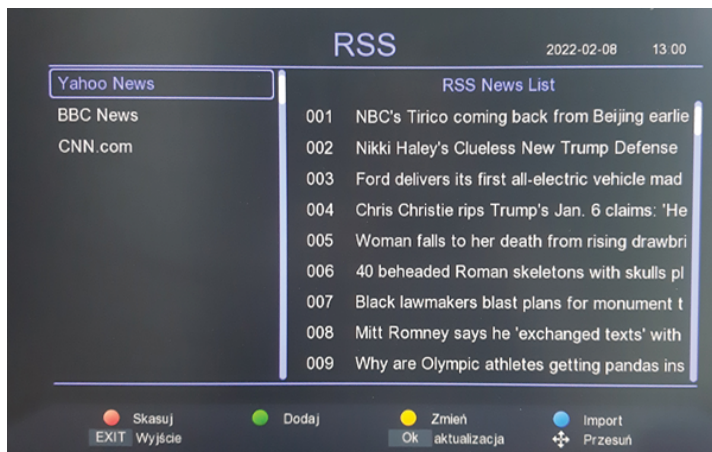 RSS
2022-02-08 13:00
Yahoo News
BBC News
CNN.com
RSS News List
001 NBC's Tirico coming back from Beijing earlie
002 Nikki Haley's Clueless New Trump Defense
003 Ford delivers its first all-electric vehicle mad
004 Chris Christie rips Trump's Jan. 6 claims: 'He
005 Woman falls to her death from rising drawbri
006 40 beheaded Roman skeletons with skulls pl
007 Black lawmakers blast plans for monument t
008 Mitt Romney says he 'exchanged texts' with
009 Why are Olympic athletes getting pandas ins
Skasuj Dodaj Zmień Import
EXIT Wyjście Ok aktualizacja Przesuń